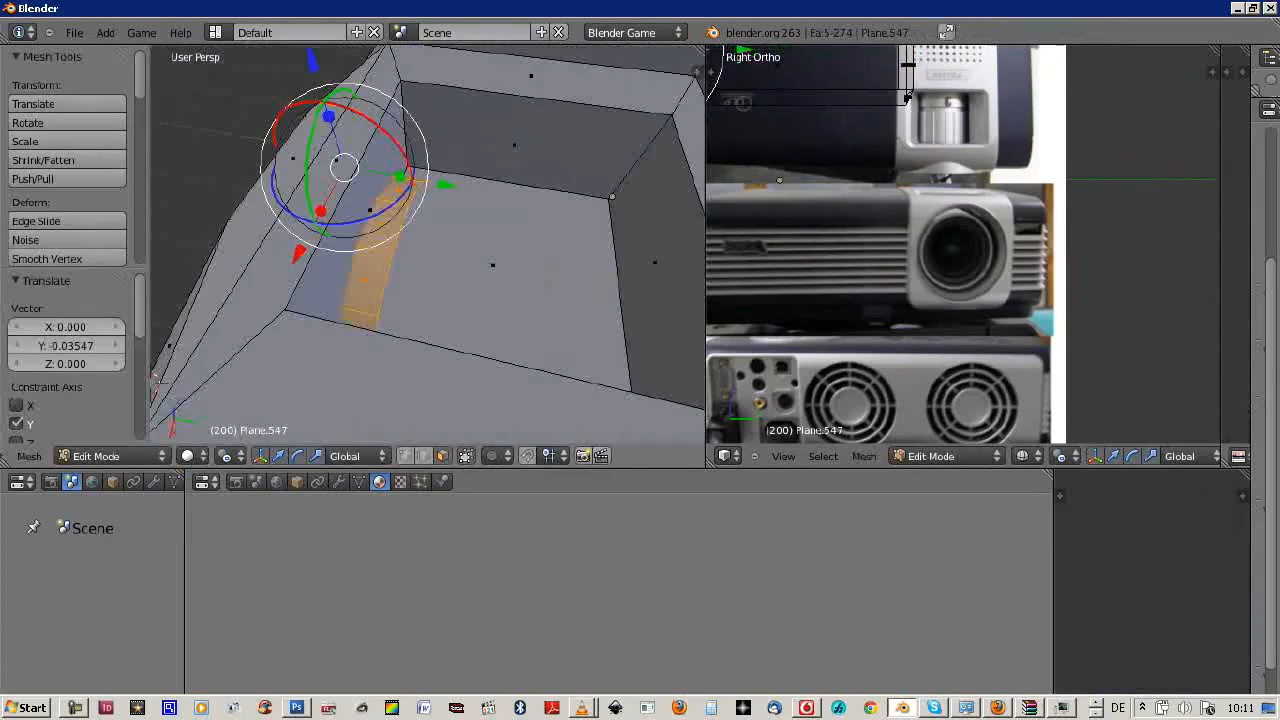 Blender
File Add Game Help Default Scene Blender Game blender.org 263 | Fa:5-274 | Plane.547
Mesh Tools
Transform:
Translate
Rotate
Scale
Shrink/Fatten
Push/Pull
Deform:
Edge Slide
Noise
Smooth Vertex
Translate
Vector
X: 0.000
Y: -0.03547
Z: 0.000
Constraint Axis
X
Y
User Persp
(200) Plane.547
Right Ortho
(200) Plane.547
Mesh Edit Mode Global
View Select Mesh Edit Mode Global
Scene
Start DE 10:11